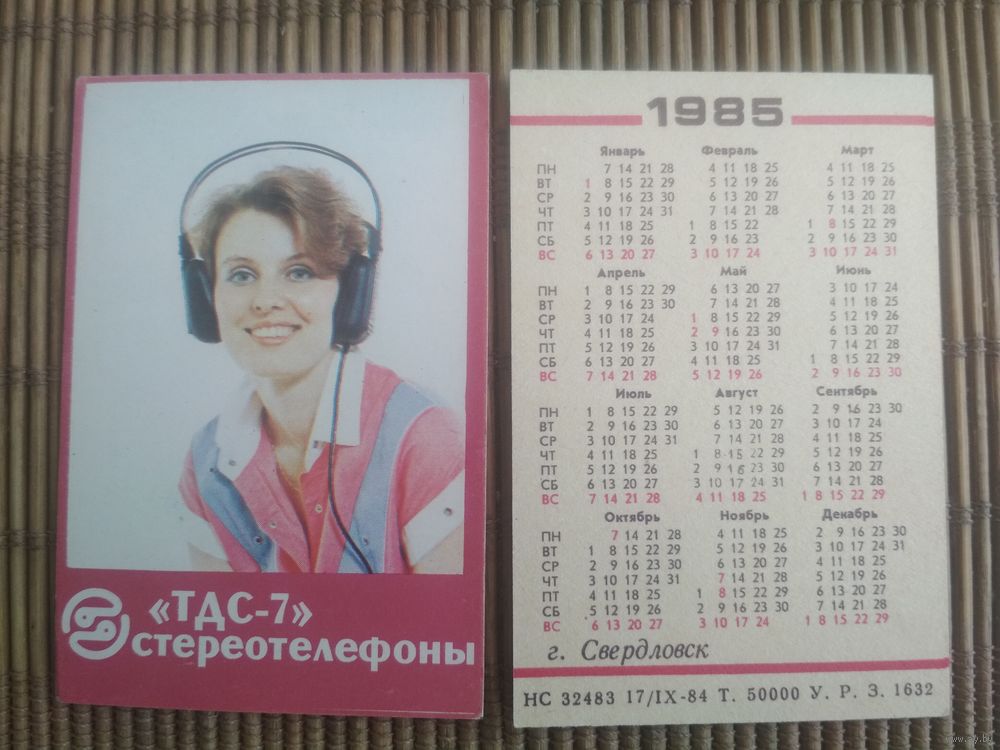 «ТДС-7»
стереотелефоны
1985
Январь Февраль Март
ПН 7 14 21 28 4 11 18 25 4 11 18 25
ВТ 1 8 15 22 29 5 12 19 26 5 12 19 26
СР 2 9 16 23 30 6 13 20 27 6 13 20 27
ЧТ 3 10 17 24 31 7 14 21 28 7 14 21 28
ПТ 4 11 18 25 1 8 15 22 1 8 15 22 29
СБ 5 12 19 26 2 9 16 23 2 9 16 23 30
ВС 6 13 20 27 3 10 17 24 3 10 17 24 31
Апрель Май Июнь
ПН 1 8 15 22 29 6 13 20 27 3 10 17 24
ВТ 2 9 16 23 30 7 14 21 28 4 11 18 25
СР 3 10 17 24 1 8 15 22 29 5 12 19 26
ЧТ 4 11 18 25 2 9 16 23 30 6 13 20 27
ПТ 5 12 19 26 3 10 17 24 31 7 14 21 28
СБ 6 13 20 27 4 11 18 25 1 8 15 22 29
ВС 7 14 21 28 5 12 19 26 2 9 16 23 30
Июль Август Сентябрь
ПН 1 8 15 22 29 5 12 19 26 2 9 16 23 30
ВТ 2 9 16 23 30 6 13 20 27 3 10 17 24
СР 3 10 17 24 31 7 14 21 28 4 11 18 25
ЧТ 4 11 18 25 1 8 15 22 29 5 12 19 26
ПТ 5 12 19 26 2 9 16 23 30 6 13 20 27
СБ 6 13 20 27 3 10 17 24 31 7 14 21 28
ВС 7 14 21 28 4 11 18 25 1 8 15 22 29
Октябрь Ноябрь Декабрь
ПН 7 14 21 28 4 11 18 25 2 9 16 23 30
ВТ 1 8 15 22 29 5 12 19 26 3 10 17 24 31
СР 2 9 16 23 30 6 13 20 27 4 11 18 25
ЧТ 3 10 17 24 31 7 14 21 28 5 12 19 26
ПТ 4 11 18 25 1 8 15 22 29 6 13 20 27
СБ 5 12 19 26 2 9 16 23 30 7 14 21 28
ВС 6 13 20 27 3 10 17 24 1 8 15 22 29
г. Свердловск
НС 32483 17/IX-84 Т. 50000 У. Р. З. 1632